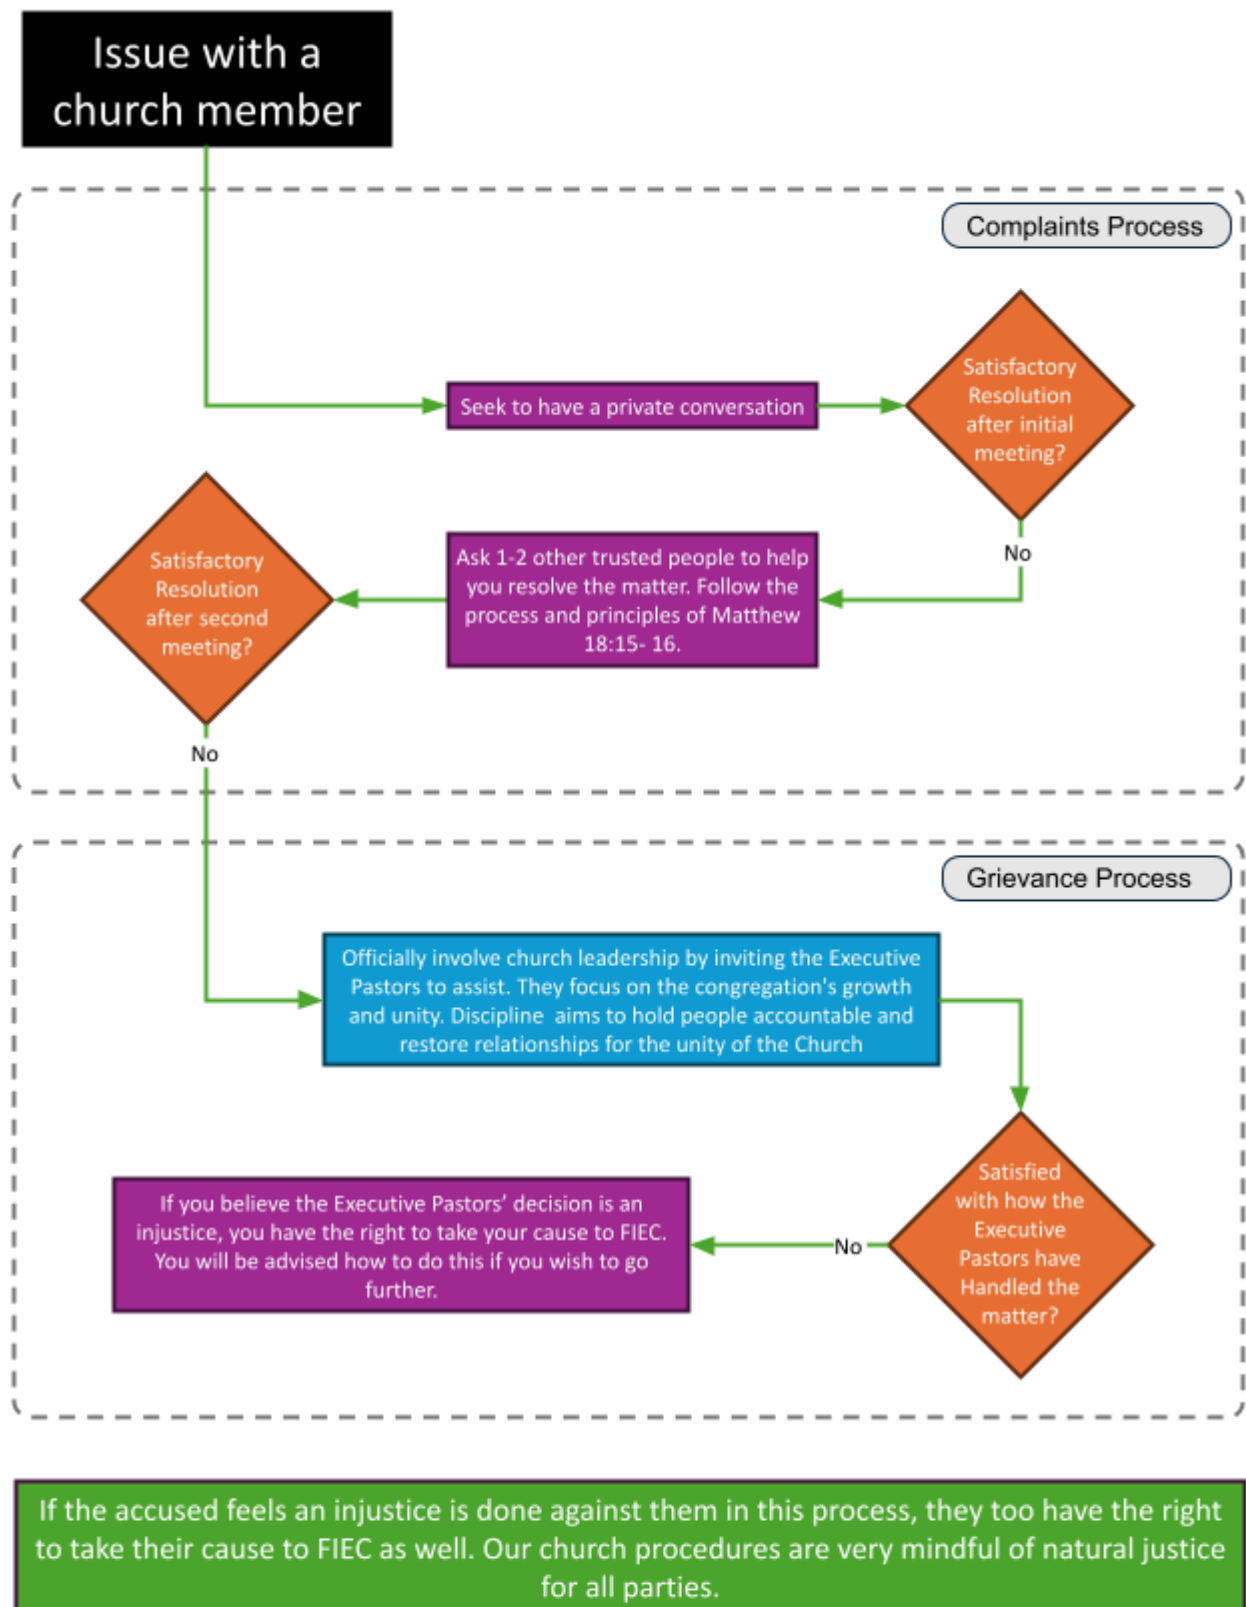 Issue with a
church member
Complaints Process
Seek to have a private conversation
Satisfactory
Resolution
after initial
meeting?
No
Ask 1-2 other trusted people to help
you resolve the matter. Follow the
process and principles of Matthew
18:15- 16.
Satisfactory
Resolution
after second
meeting?
No
Grievance Process
Officially involve church leadership by inviting the Executive
Pastors to assist. They focus on the congregation's growth
and unity. Discipline  aims to hold people accountable and
restore relationships for the unity of the Church
Satisfied
with how the
Executive
Pastors have
Handled the
matter?
No
If you believe the Executive Pastors’ decision is an
injustice, you have the right to take your cause to FIEC.
You will be advised how to do this if you wish to go
further.
If the accused feels an injustice is done against them in this process, they too have the right
to take their cause to FIEC as well. Our church procedures are very mindful of natural justice
for all parties.